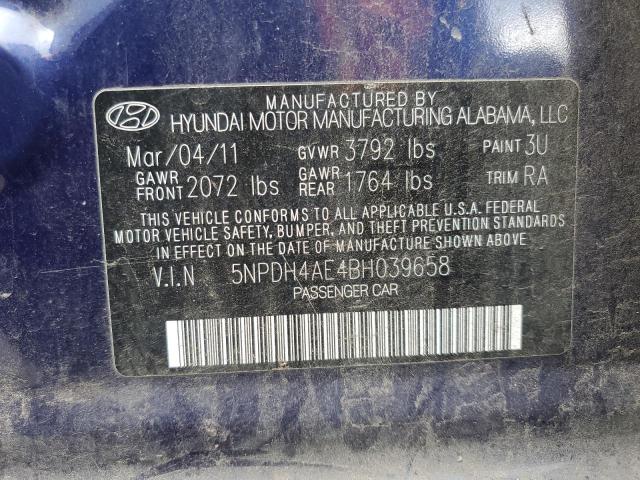 MANUFACTURED BY
HYUNDAI MOTOR MANUFACTURING ALABAMA, LLC
Mar/04/11 GVWR 3792 lbs PAINT 3U
GAWR FRONT 2072 lbs GAWR REAR 1764 lbs TRIM RA
THIS VEHICLE CONFORMS TO ALL APPLICABLE U.S.A. FEDERAL
MOTOR VEHICLE SAFETY, BUMPER, AND THEFT PREVENTION STANDARDS
IN EFFECT ON THE DATE OF MANUFACTURE SHOWN ABOVE.
V.I.N 5NPDH4AE4BH039658
PASSENGER CAR